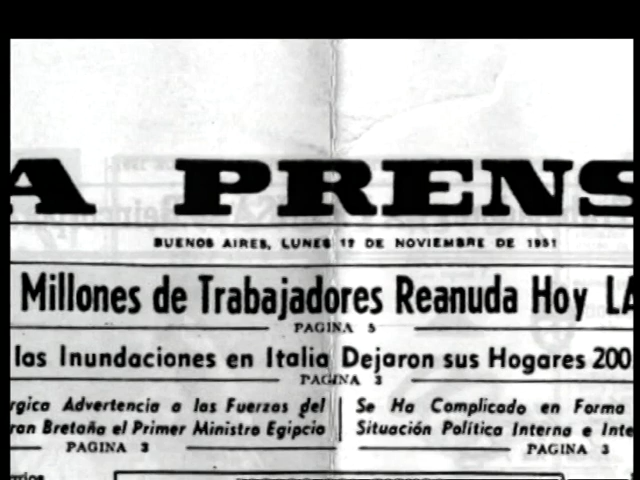 A PRENS
BUENOS AIRES, LUNES 19 DE NOVIEMBRE DE 1951
Millones de Trabajadores Reanuda Hoy LA
PAGINA 5
las Inundaciones en Italia Dejaron sus Hogares 200
PAGINA 3
rgica Advertencia a las Fuerzas del
ran Bretaña el Primer Ministro Egipcio
PAGINA 3
Se Ha Complicado en Forma
Situación Política Interna e Inte
PAGINA 3